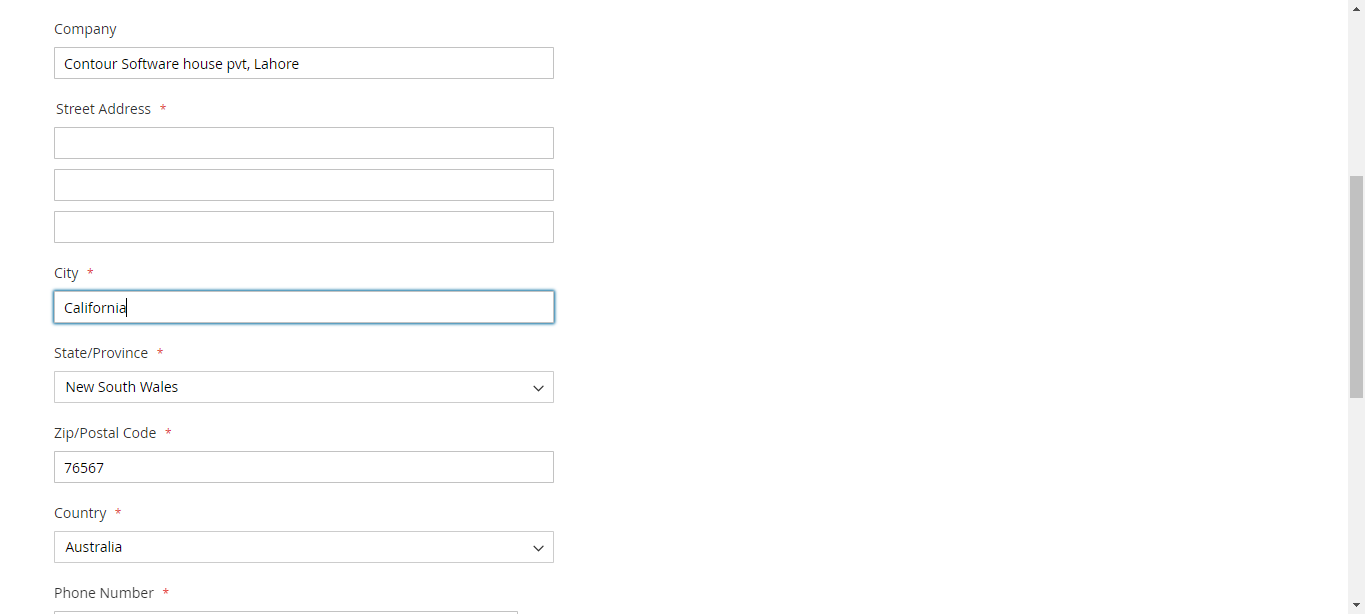 Company
Contour Software house pvt, Lahore
Street Address *
City *
California
State/Province *
New South Wales
Zip/Postal Code *
76567
Country *
Australia
Phone Number *